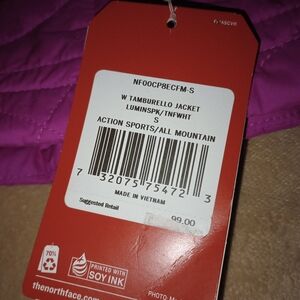 NF00CP8ECFM-S
W TAMBURELLO JACKET
LUMINSPK/TNFWHT
S
ACTION SPORTS/ALL MOUNTAIN
7 32075 75472 3
MADE IN VIETNAM
Suggested Retail
99.00
70%
PRINTED WITH
SOY INK
thenorthface.com
PHOTO: